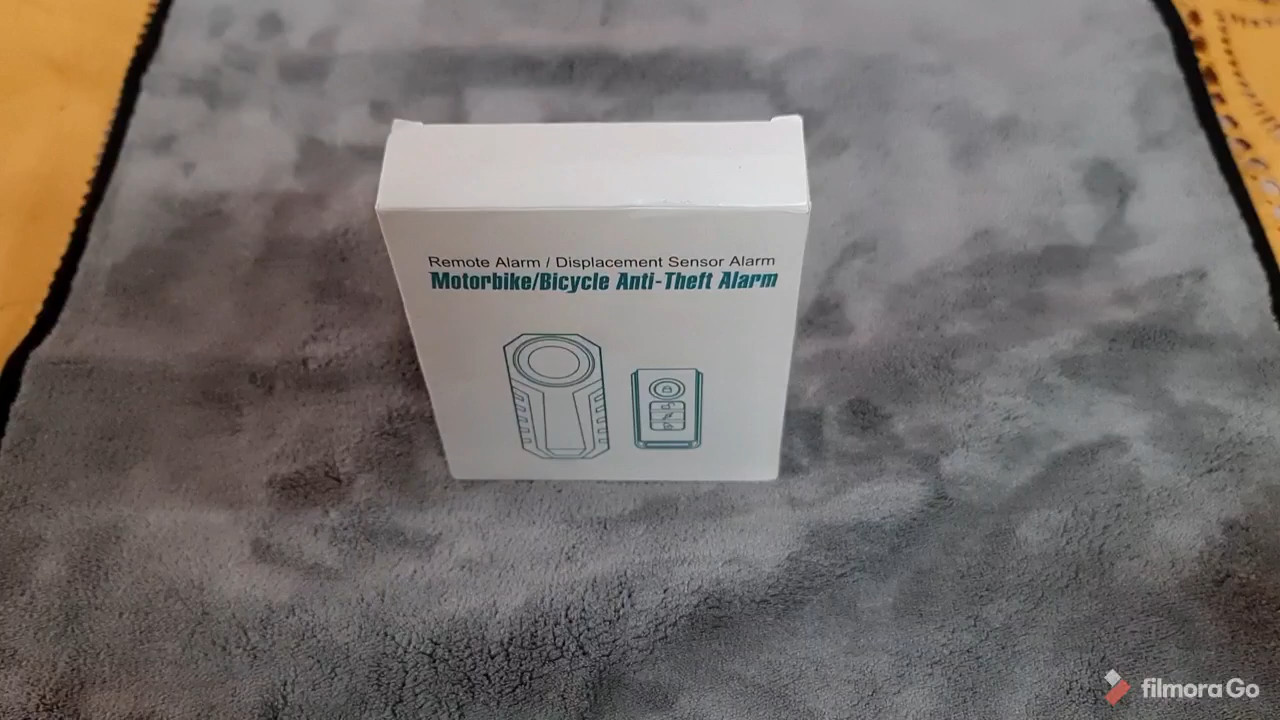 Remote Alarm / Displacement Sensor Alarm
Motorbike/Bicycle Anti-Theft Alarm
filmoraGo